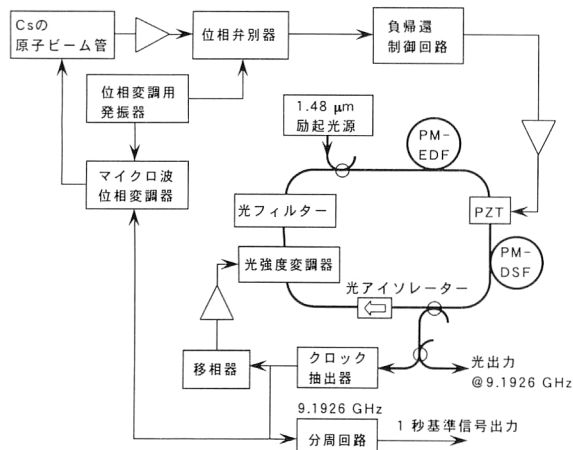 Csの
原子ビーム管
位相弁別器
負帰還
制御回路
位相変調用
発振器
1.48 μm
励起光源
PM-
EDF
マイクロ波
位相変調器
光フィルター
PZT
PM-
DSF
光強度変調器
光アイソレーター
移相器
クロック
抽出器
光出力
@9.1926 GHz
9.1926 GHz
分周回路
1 秒基準信号出力